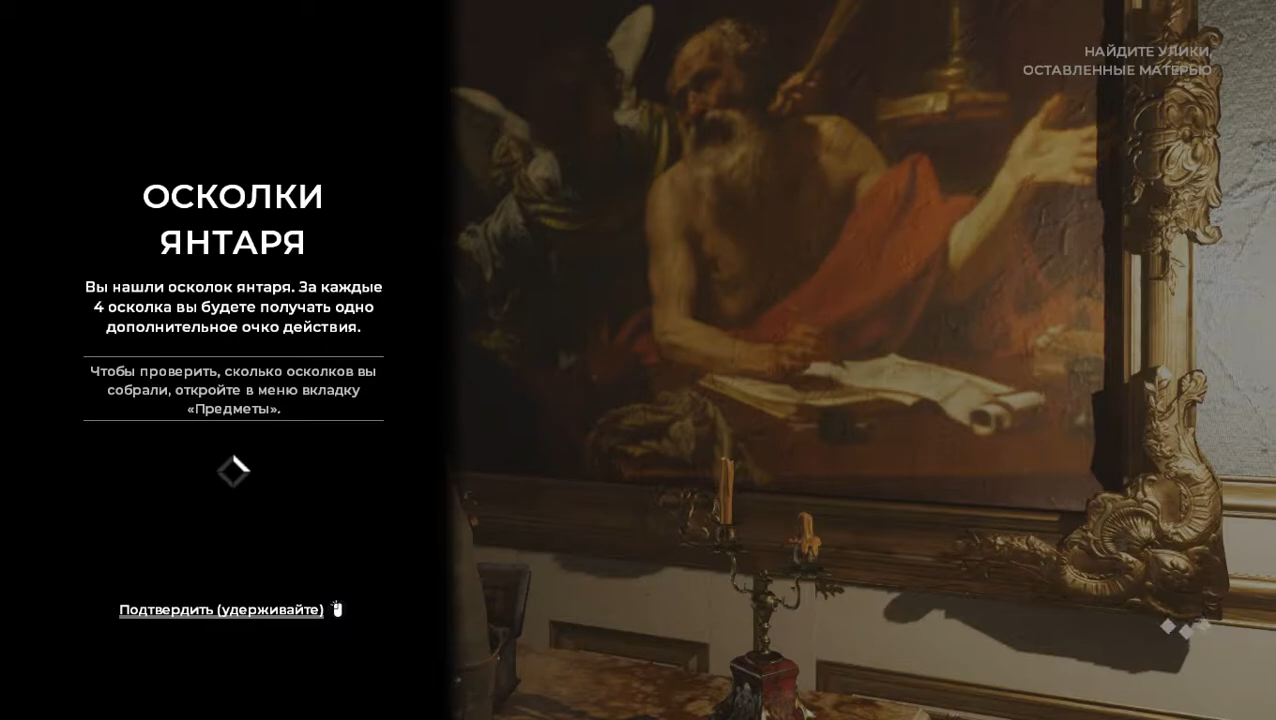 НАЙДИТЕ УЛИКИ,
ОСТАВЛЕННЫЕ МАТЕРЬЮ
ОСКОЛКИ
ЯНТАРЯ
Вы нашли осколок янтаря. За каждые
4 осколка вы будете получать одно
дополнительное очко действия.
Чтобы проверить, сколько осколков вы
собрали, откройте в меню вкладку
«Предметы».
Подтвердить (удерживайте)